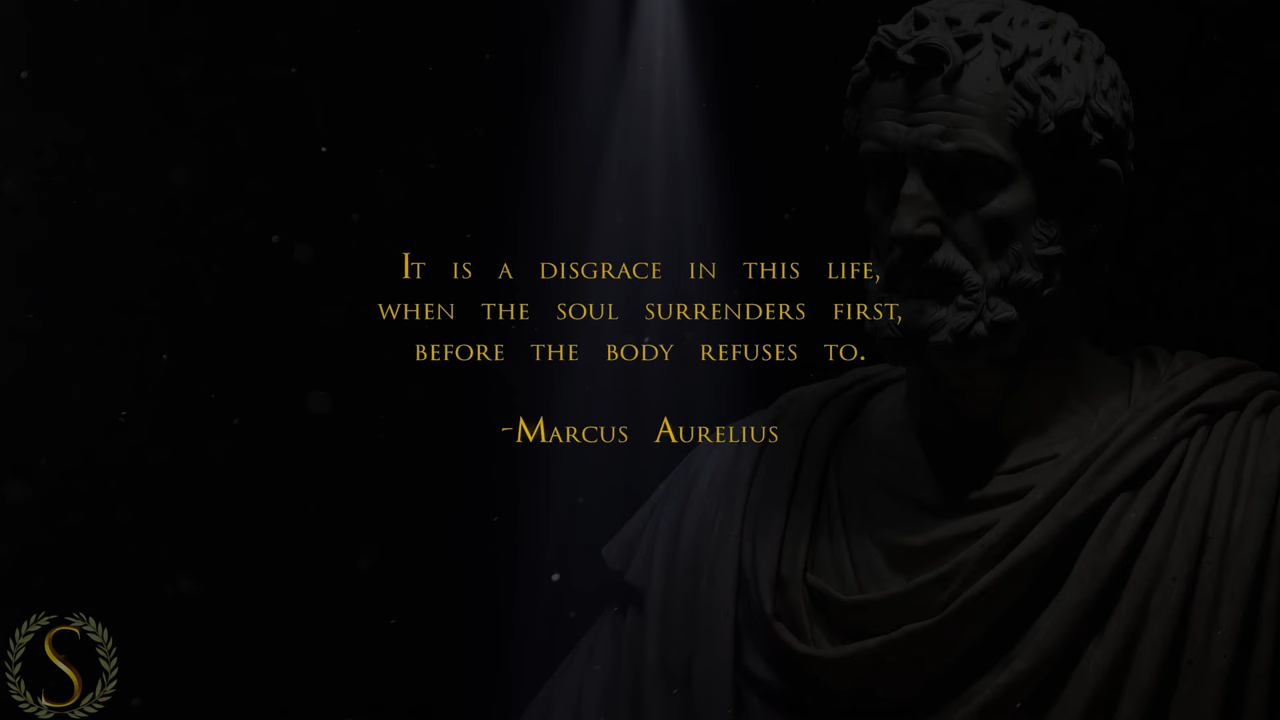 It is a disgrace in this life,
when the soul surrenders first,
before the body refuses to.
-Marcus Aurelius
S